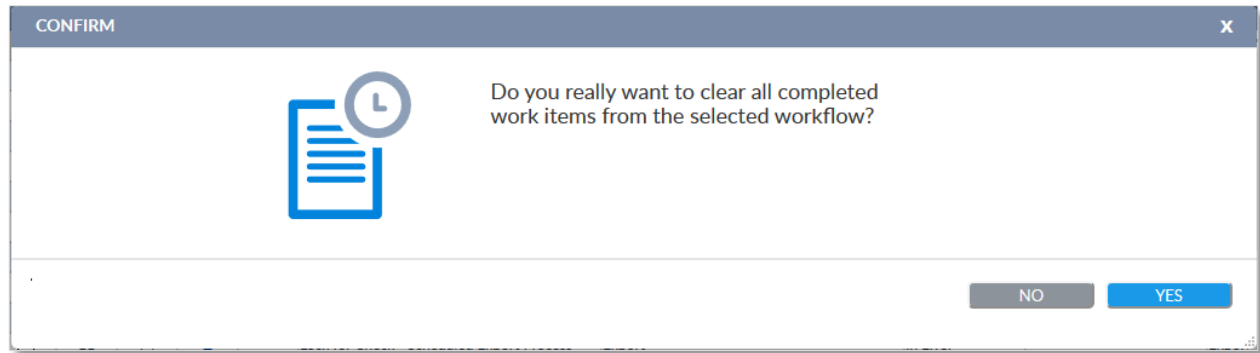 CONFIRM X
Do you really want to clear all completed
work items from the selected workflow?
NO YES